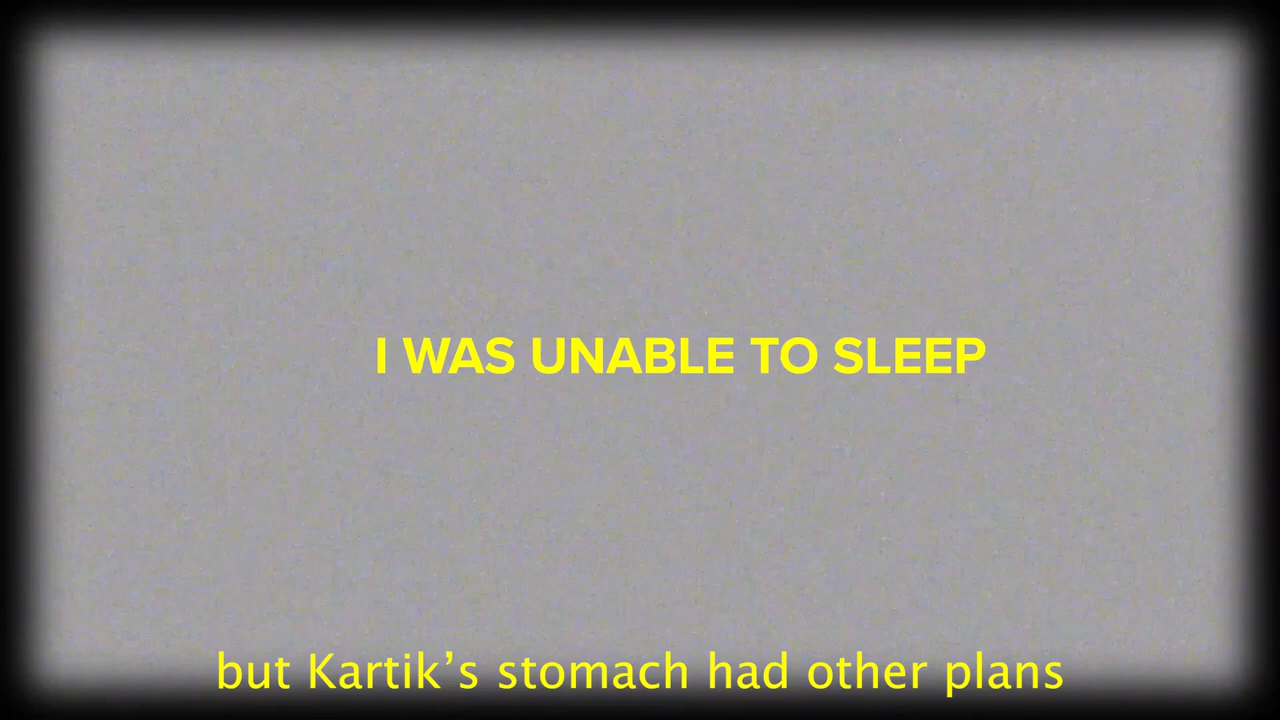 I WAS UNABLE TO SLEEP
but Kartik’s stomach had other plans